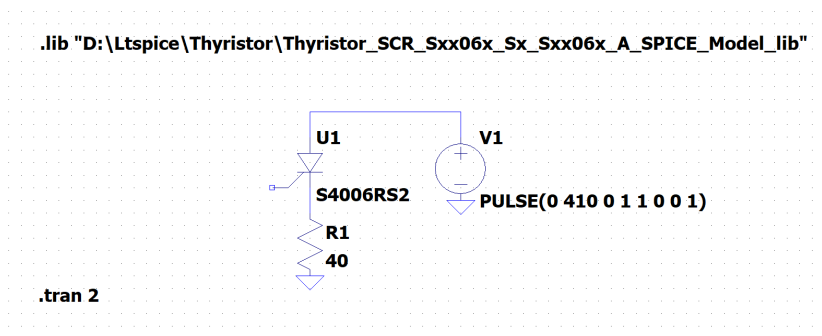 .lib "D:\Ltspice\Thyristor\Thyristor_SCR_Sxx06x_Sx_Sxx06x_A_SPICE_Model_lib"
U1
V1
S4006RS2
PULSE(0 410 0 1 1 0 0 1)
R1
40
.tran 2